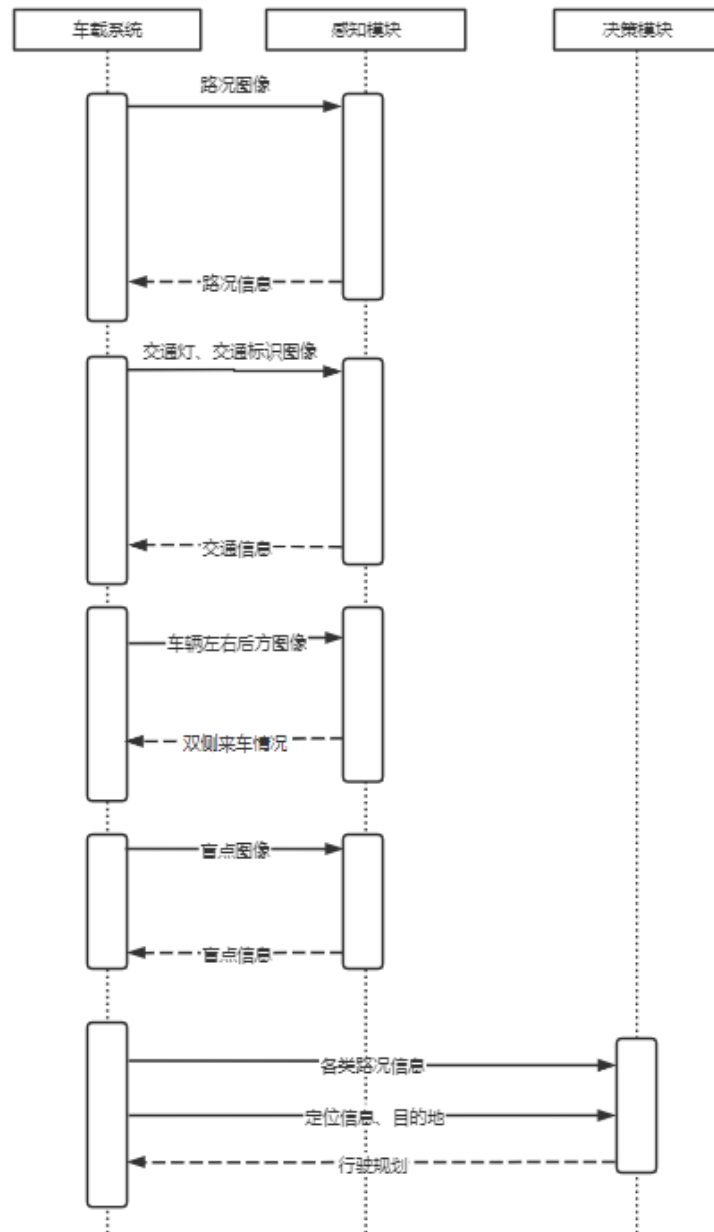 车载系统
感知模块
决策模块
路况图像
路况信息
交通灯、交通标识图像
交通信息
车辆左右后方图像
双侧来车情况
盲点图像
盲点信息
各类路况信息
定位信息、目的地
行驶规划